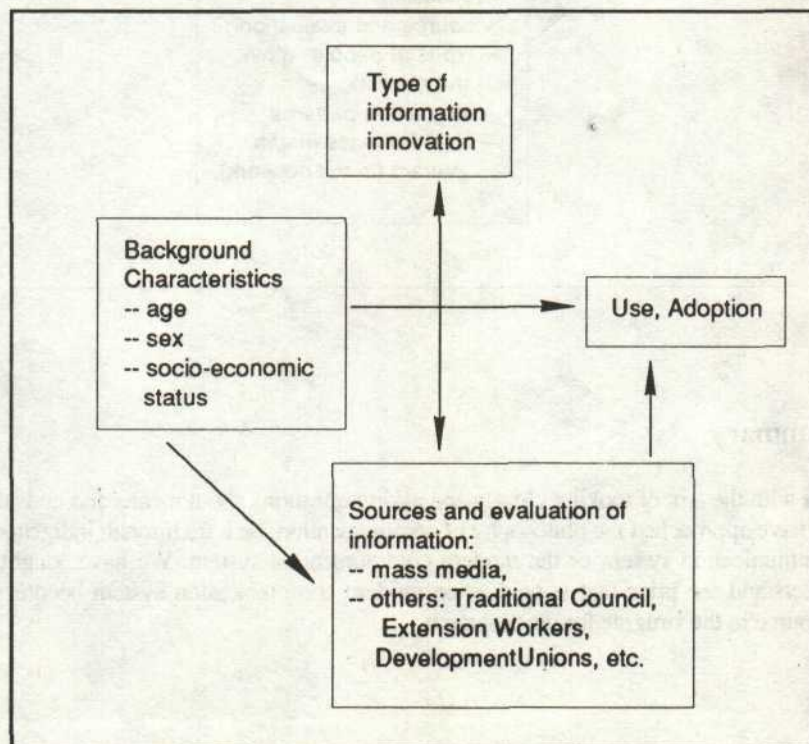 Type of
information
innovation
Background
Characteristics
-- age
-- sex
-- socio-economic
status
Use, Adoption
Sources and evaluation of
information:
-- mass media,
-- others: Traditional Council,
Extension Workers,
DevelopmentUnions, etc.